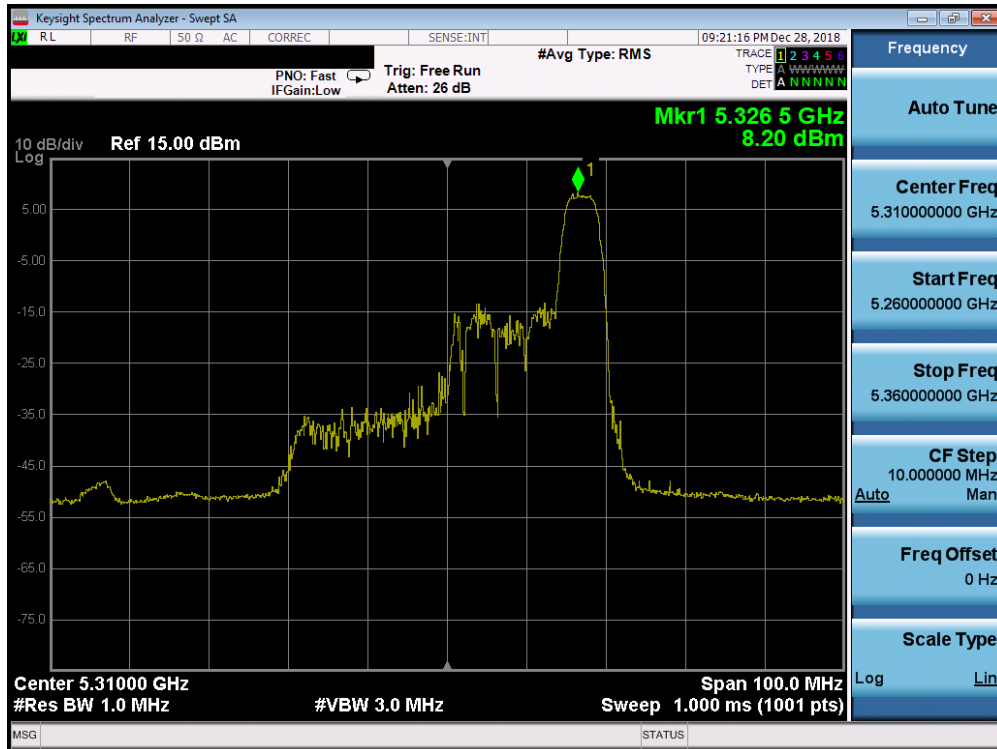 Keysight Spectrum Analyzer - Swept SA
LXI RL RF 50 Ω AC CORREC SENSE:INT 09:21:16 PM Dec 28, 2018
#Avg Type: RMS
TRACE 1 2 3 4 5 6
TYPE A WWWWW
DET A N N N N N
PNO: Fast
IFGain:Low
Trig: Free Run
Atten: 26 dB
Mkr1 5.326 5 GHz
8.20 dBm
10 dB/div Ref 15.00 dBm
Log
1
5.00
-5.00
-15.0
-25.0
-35.0
-45.0
-55.0
-65.0
-75.0
Center 5.31000 GHz Span 100.0 MHz
#Res BW 1.0 MHz #VBW 3.0 MHz Sweep 1.000 ms (1001 pts)
MSG STATUS
Frequency
Auto Tune
Center Freq
5.310000000 GHz
Start Freq
5.260000000 GHz
Stop Freq
5.360000000 GHz
CF Step
10.000000 MHz
Auto Man
Freq Offset
0 Hz
Scale Type
Log Lin